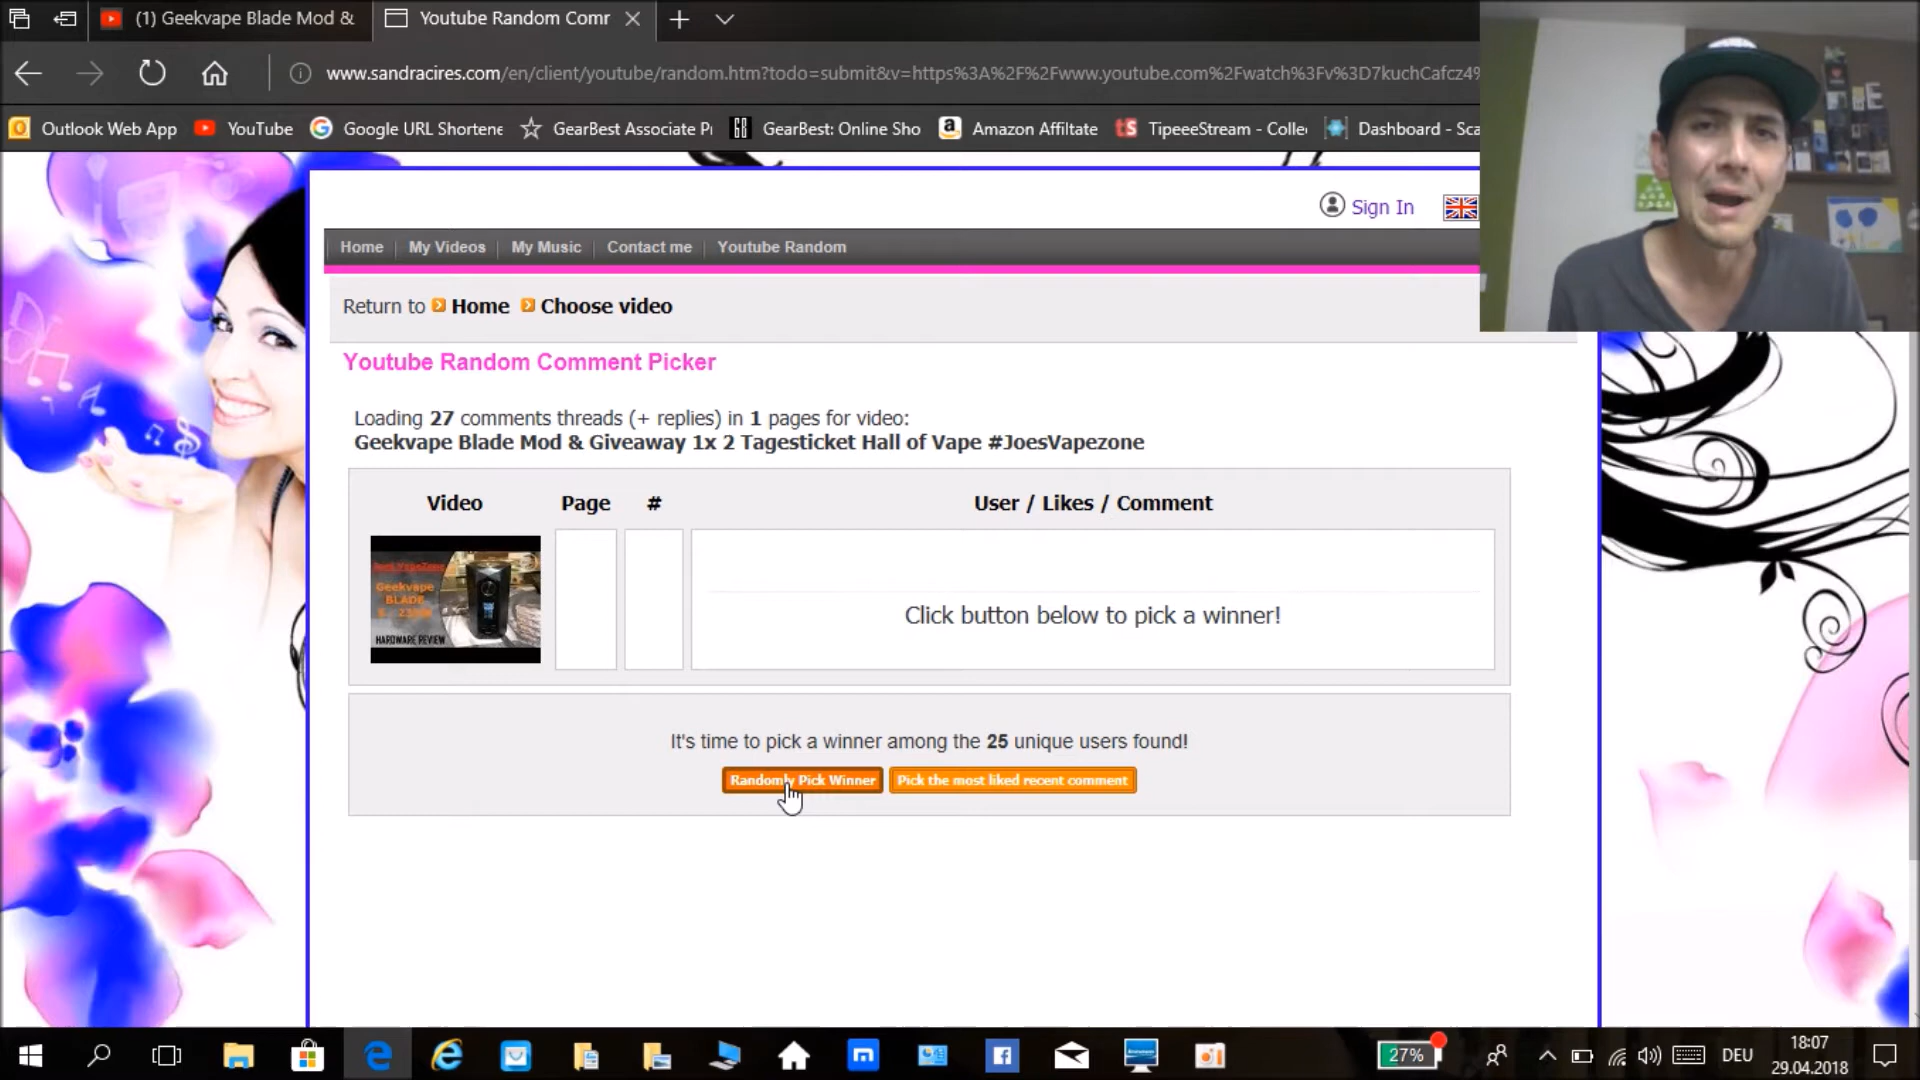 (1) Geekvape Blade Mod &
Youtube Random Comr
www.sandracires.com/en/client/youtube/random.htm?todo=submit&v=https%3A%2F%2Fwww.youtube.com%2Fwatch%3Fv%3D7kuchCafcz4%
Outlook Web App
YouTube
Google URL Shortene
GearBest Associate P
GearBest: Online Sho
Amazon Affiltate
TipeeeStream - Colle
Dashboard - Sca
Sign In
Home
My Videos
My Music
Contact me
Youtube Random
Return to Home Choose video
Youtube Random Comment Picker
Loading 27 comments threads (+ replies) in 1 pages for video:
Geekvape Blade Mod & Giveaway 1x 2 Tagesticket Hall of Vape #JoesVapezone
Video Page # User / Likes / Comment
Geekvape
BLADE
HARDWARE REVIEW
Click button below to pick a winner!
It's time to pick a winner among the 25 unique users found!
Randomly Pick Winner
Pick the most liked recent comment
27%
DEU
18:07
29.04.2018